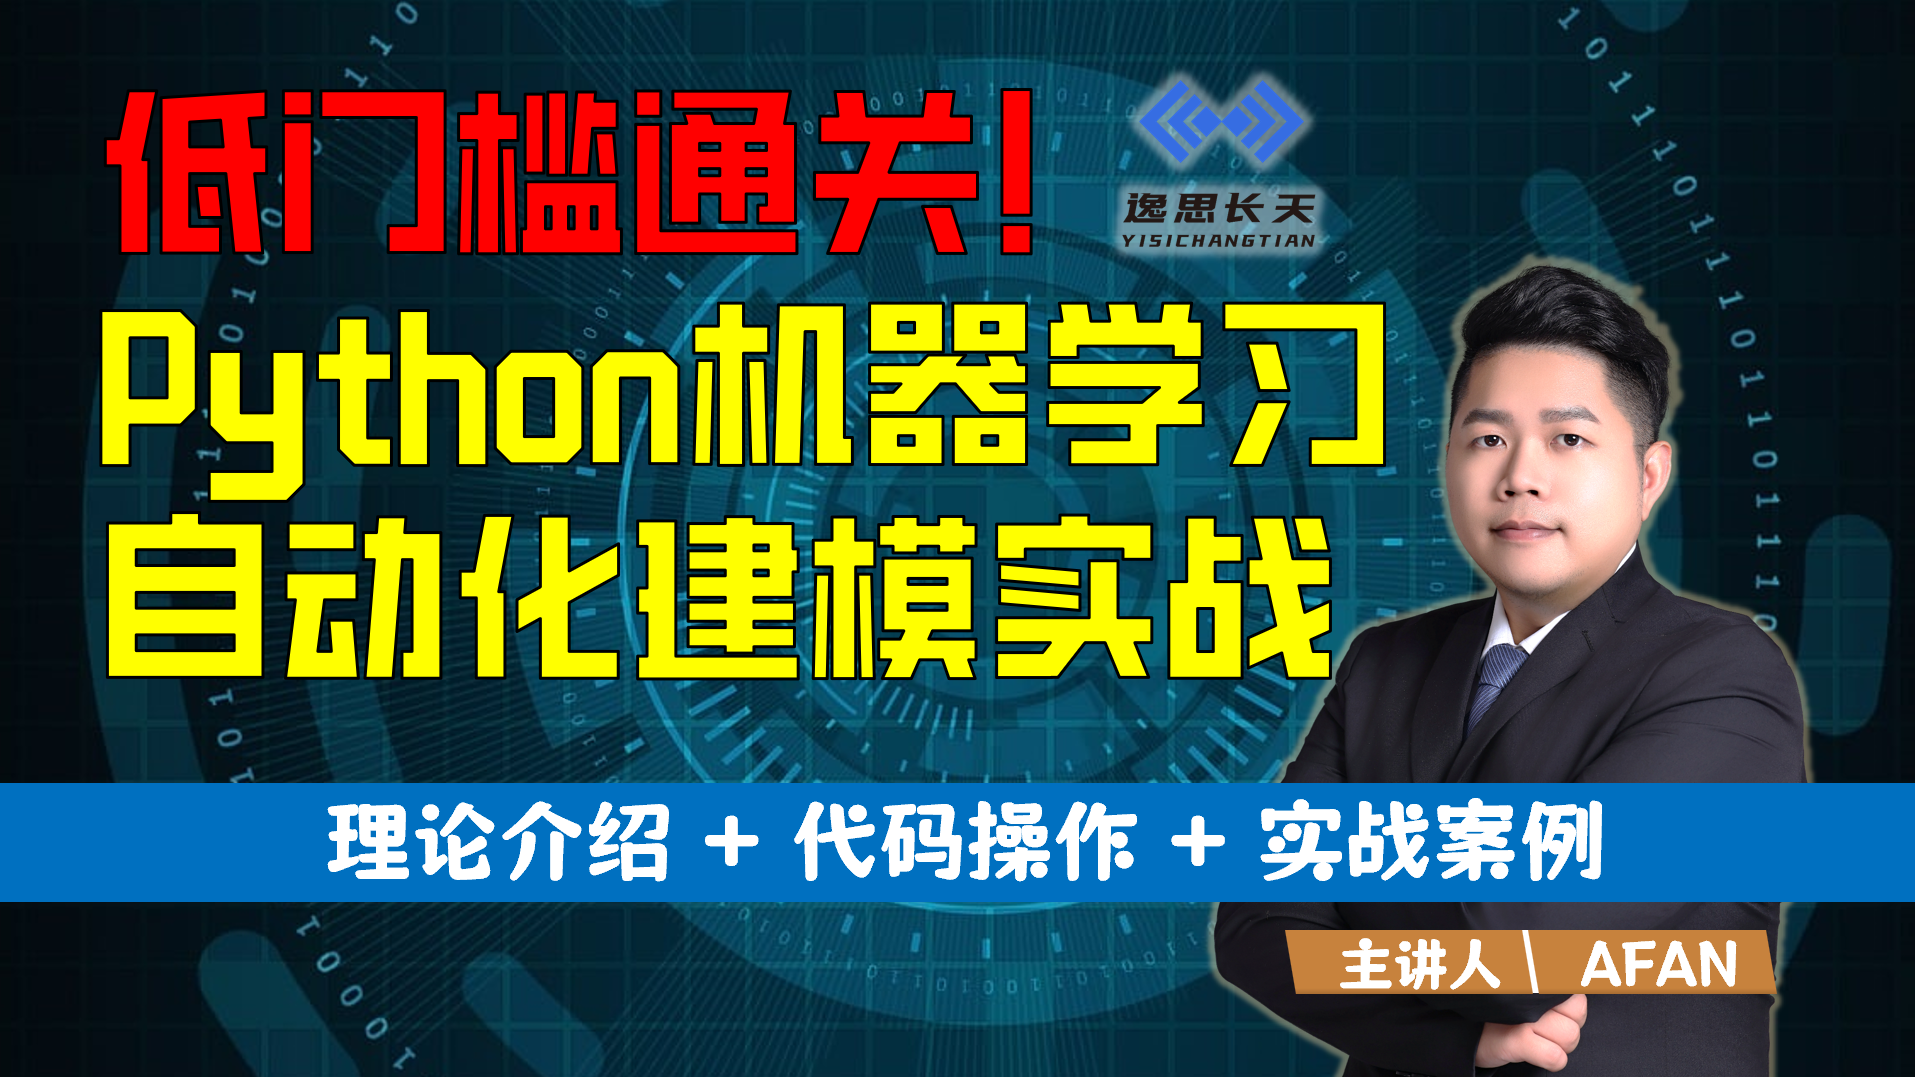 低门槛通关!
逸思长天
YISICHANGTIAN
Python机器学习
自动化建模实战
理论介绍 + 代码操作 + 实战案例
主讲人 \ AFAN